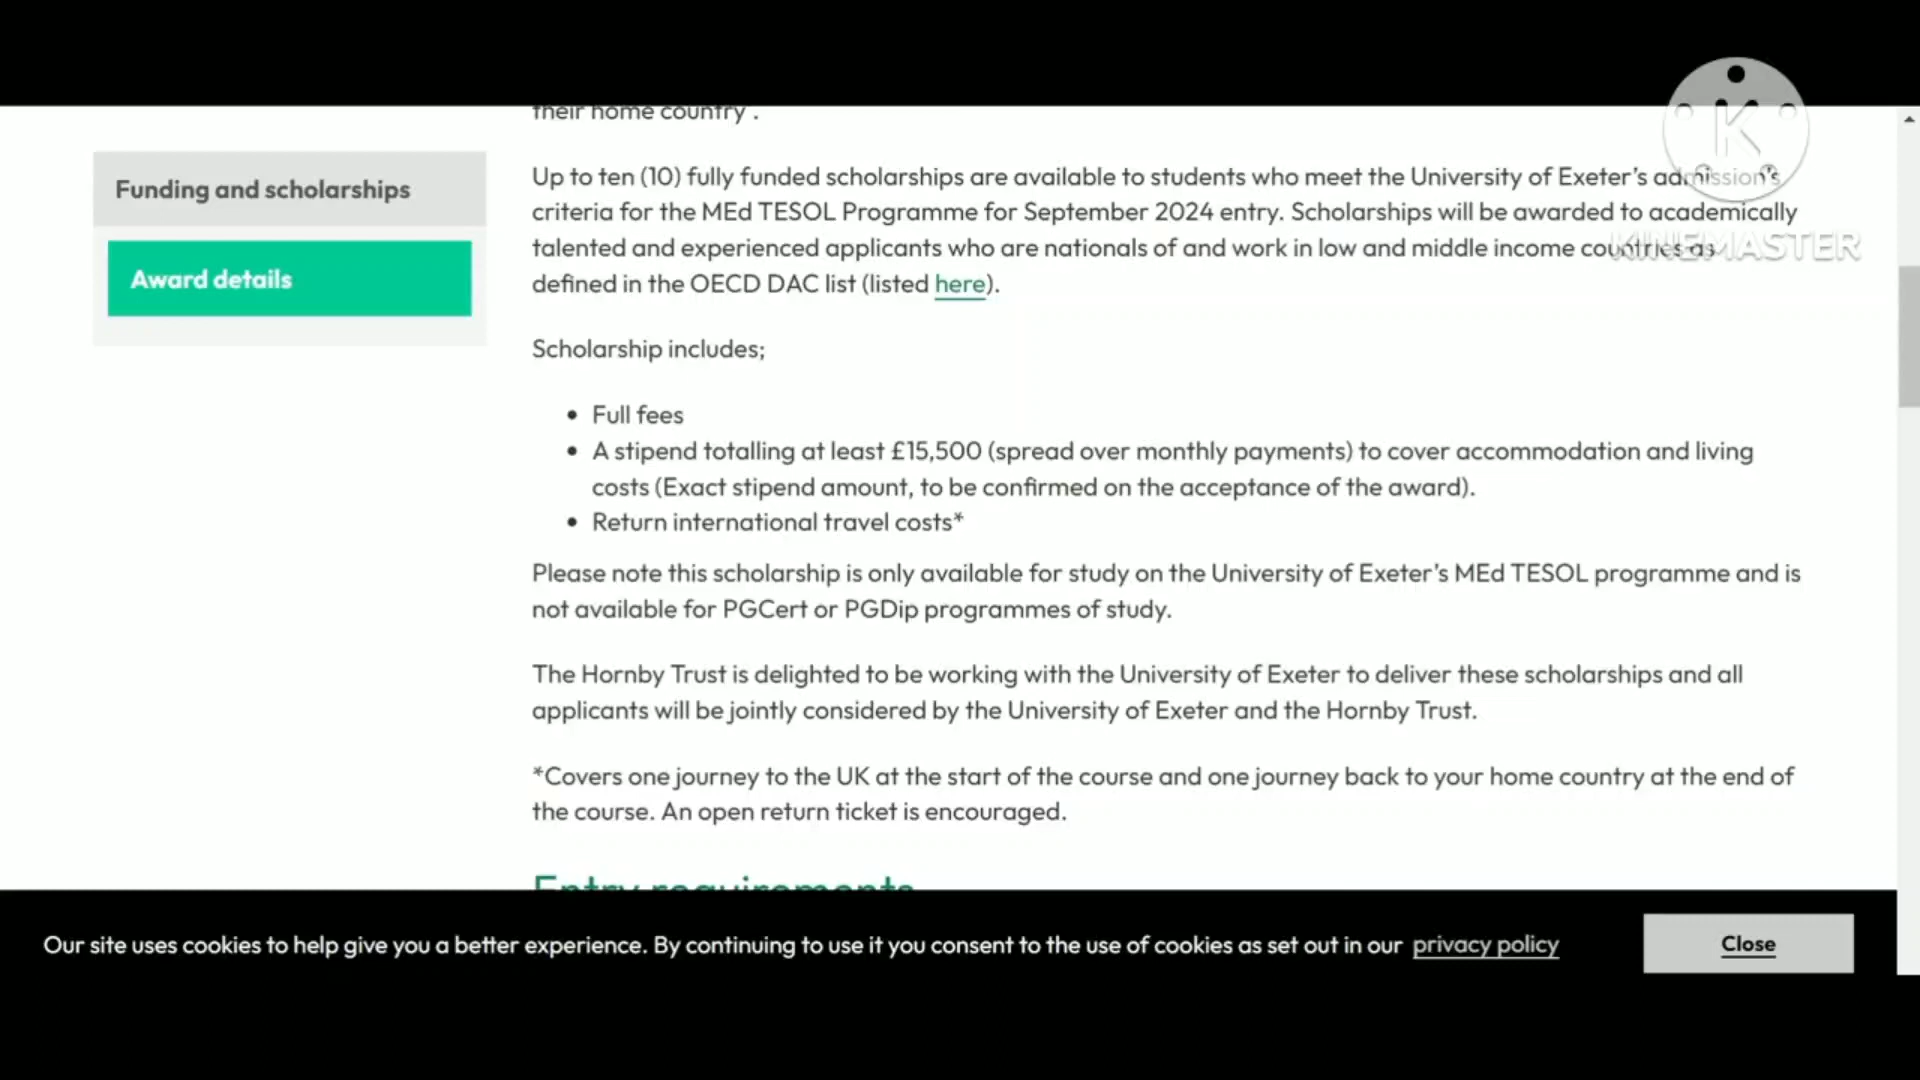 their home country .
Funding and scholarships
Award details
Up to ten (10) fully funded scholarships are available to students who meet the University of Exeter's admission's
criteria for the MEd TESOL Programme for September 2024 entry. Scholarships will be awarded to academically
talented and experienced applicants who are nationals of and work in low and middle income countries as
defined in the OECD DAC list (listed here).
Scholarship includes;
• Full fees
• A stipend totalling at least £15,500 (spread over monthly payments) to cover accommodation and living
costs (Exact stipend amount, to be confirmed on the acceptance of the award).
• Return international travel costs*
Please note this scholarship is only available for study on the University of Exeter's MEd TESOL programme and is
not available for PGCert or PGDip programmes of study.
The Hornby Trust is delighted to be working with the University of Exeter to deliver these scholarships and all
applicants will be jointly considered by the University of Exeter and the Hornby Trust.
*Covers one journey to the UK at the start of the course and one journey back to your home country at the end of
the course. An open return ticket is encouraged.
Entry requirements
Our site uses cookies to help give you a better experience. By continuing to use it you consent to the use of cookies as set out in our privacy policy
Close
K
KINEMASTER